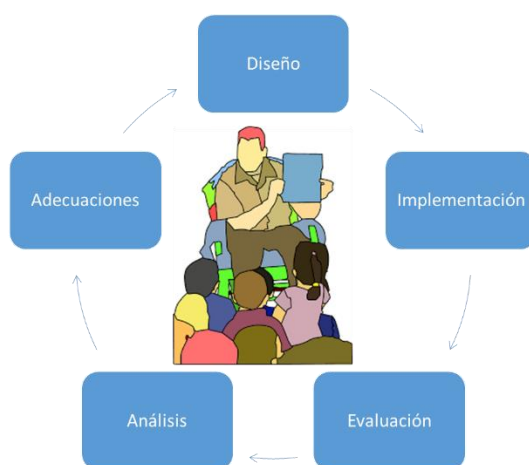 Diseño
Implementación
Evaluación
Análisis
Adecuaciones